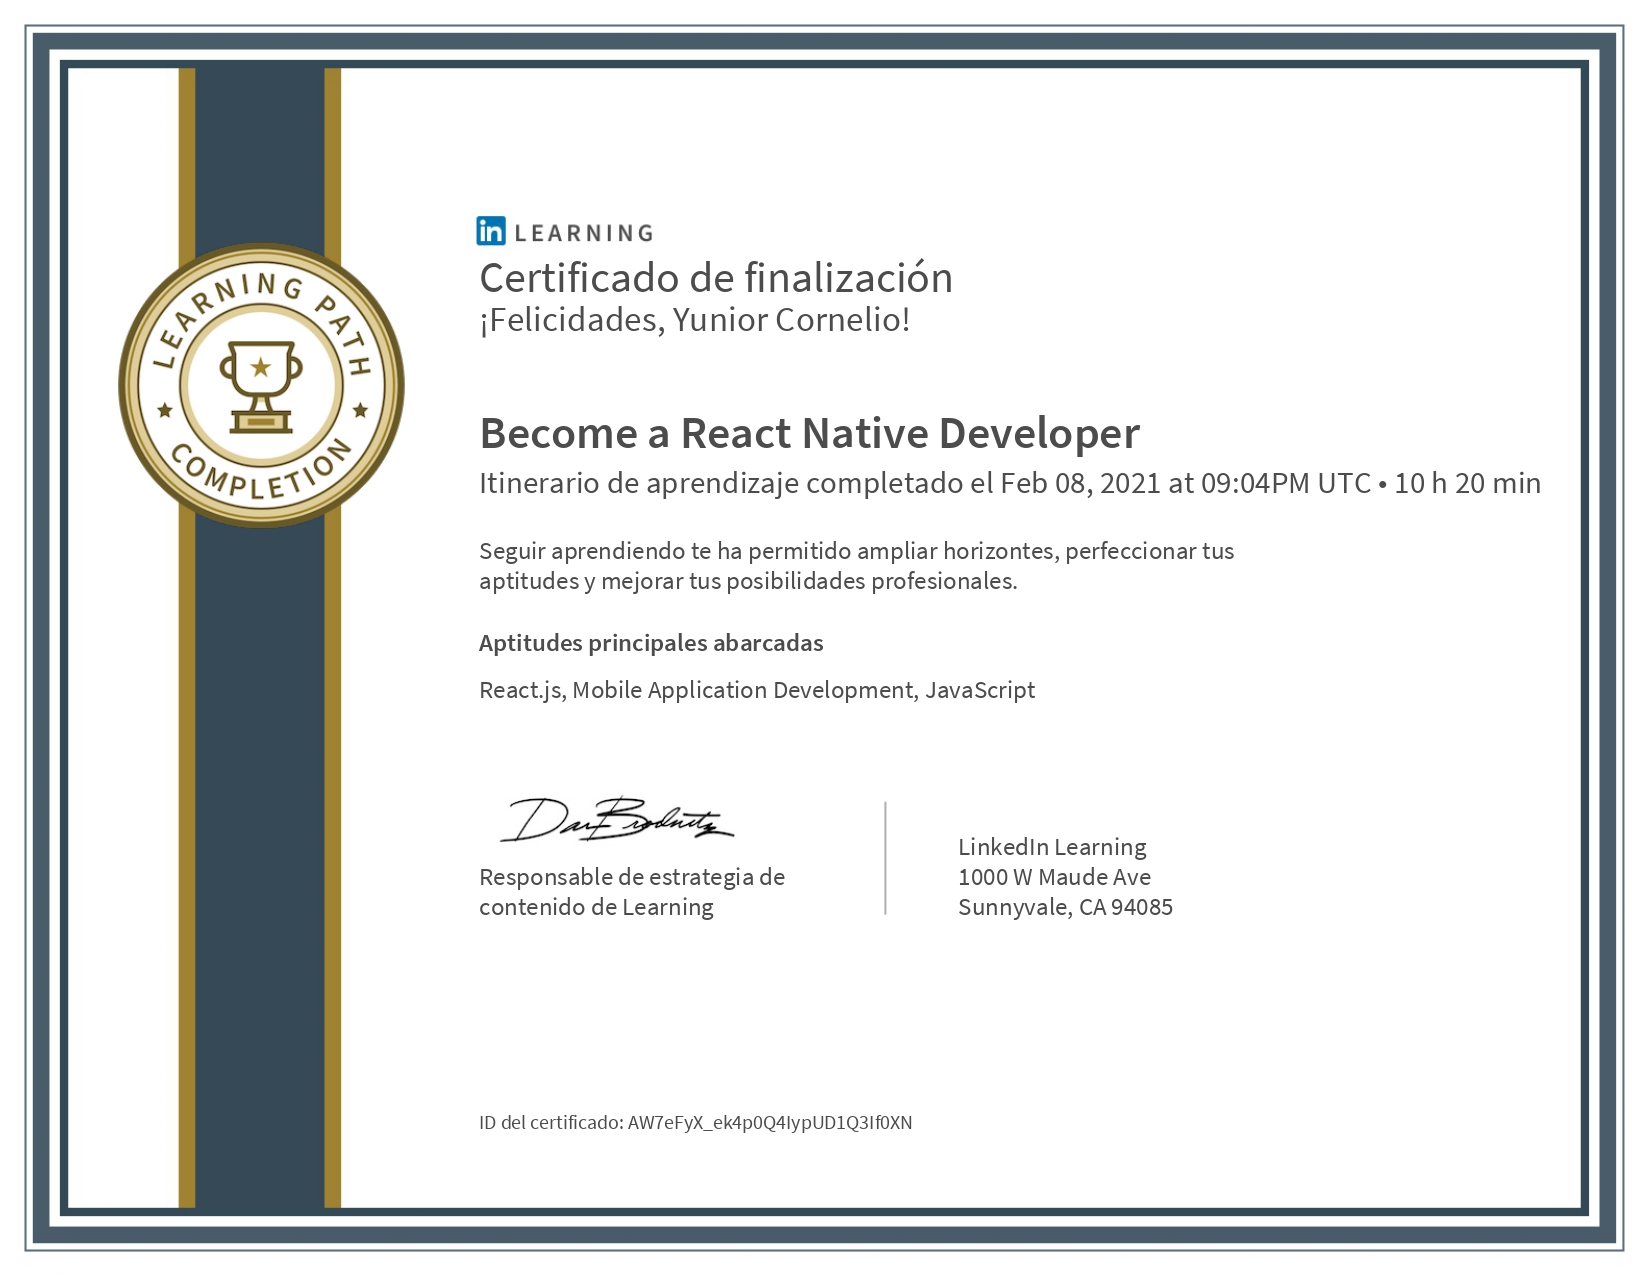 LEARNING PATH
COMPLETION
in LEARNING
Certificado de finalización
¡Felicidades, Yunior Cornelio!
Become a React Native Developer
Itinerario de aprendizaje completado el Feb 08, 2021 at 09:04PM UTC • 10 h 20 min
Seguir aprendiendo te ha permitido ampliar horizontes, perfeccionar tus
aptitudes y mejorar tus posibilidades profesionales.
Aptitudes principales abarcadas
React.js, Mobile Application Development, JavaScript
Dan Brodnitz
Responsable de estrategia de
contenido de Learning
LinkedIn Learning
1000 W Maude Ave
Sunnyvale, CA 94085
ID del certificado: AW7eFyX_ek4p0Q4IypUD1Q3If0XN